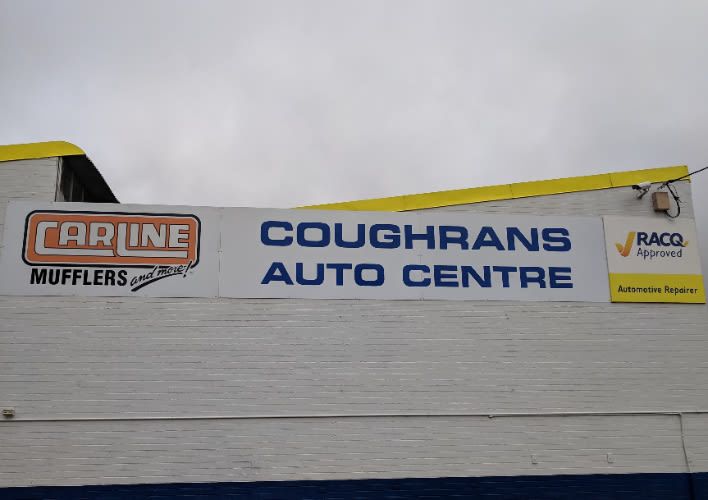 CARLINE
MUFFLERS and more!
COUGHRANS
AUTO CENTRE
RACQ
Approved
Automotive Repairer